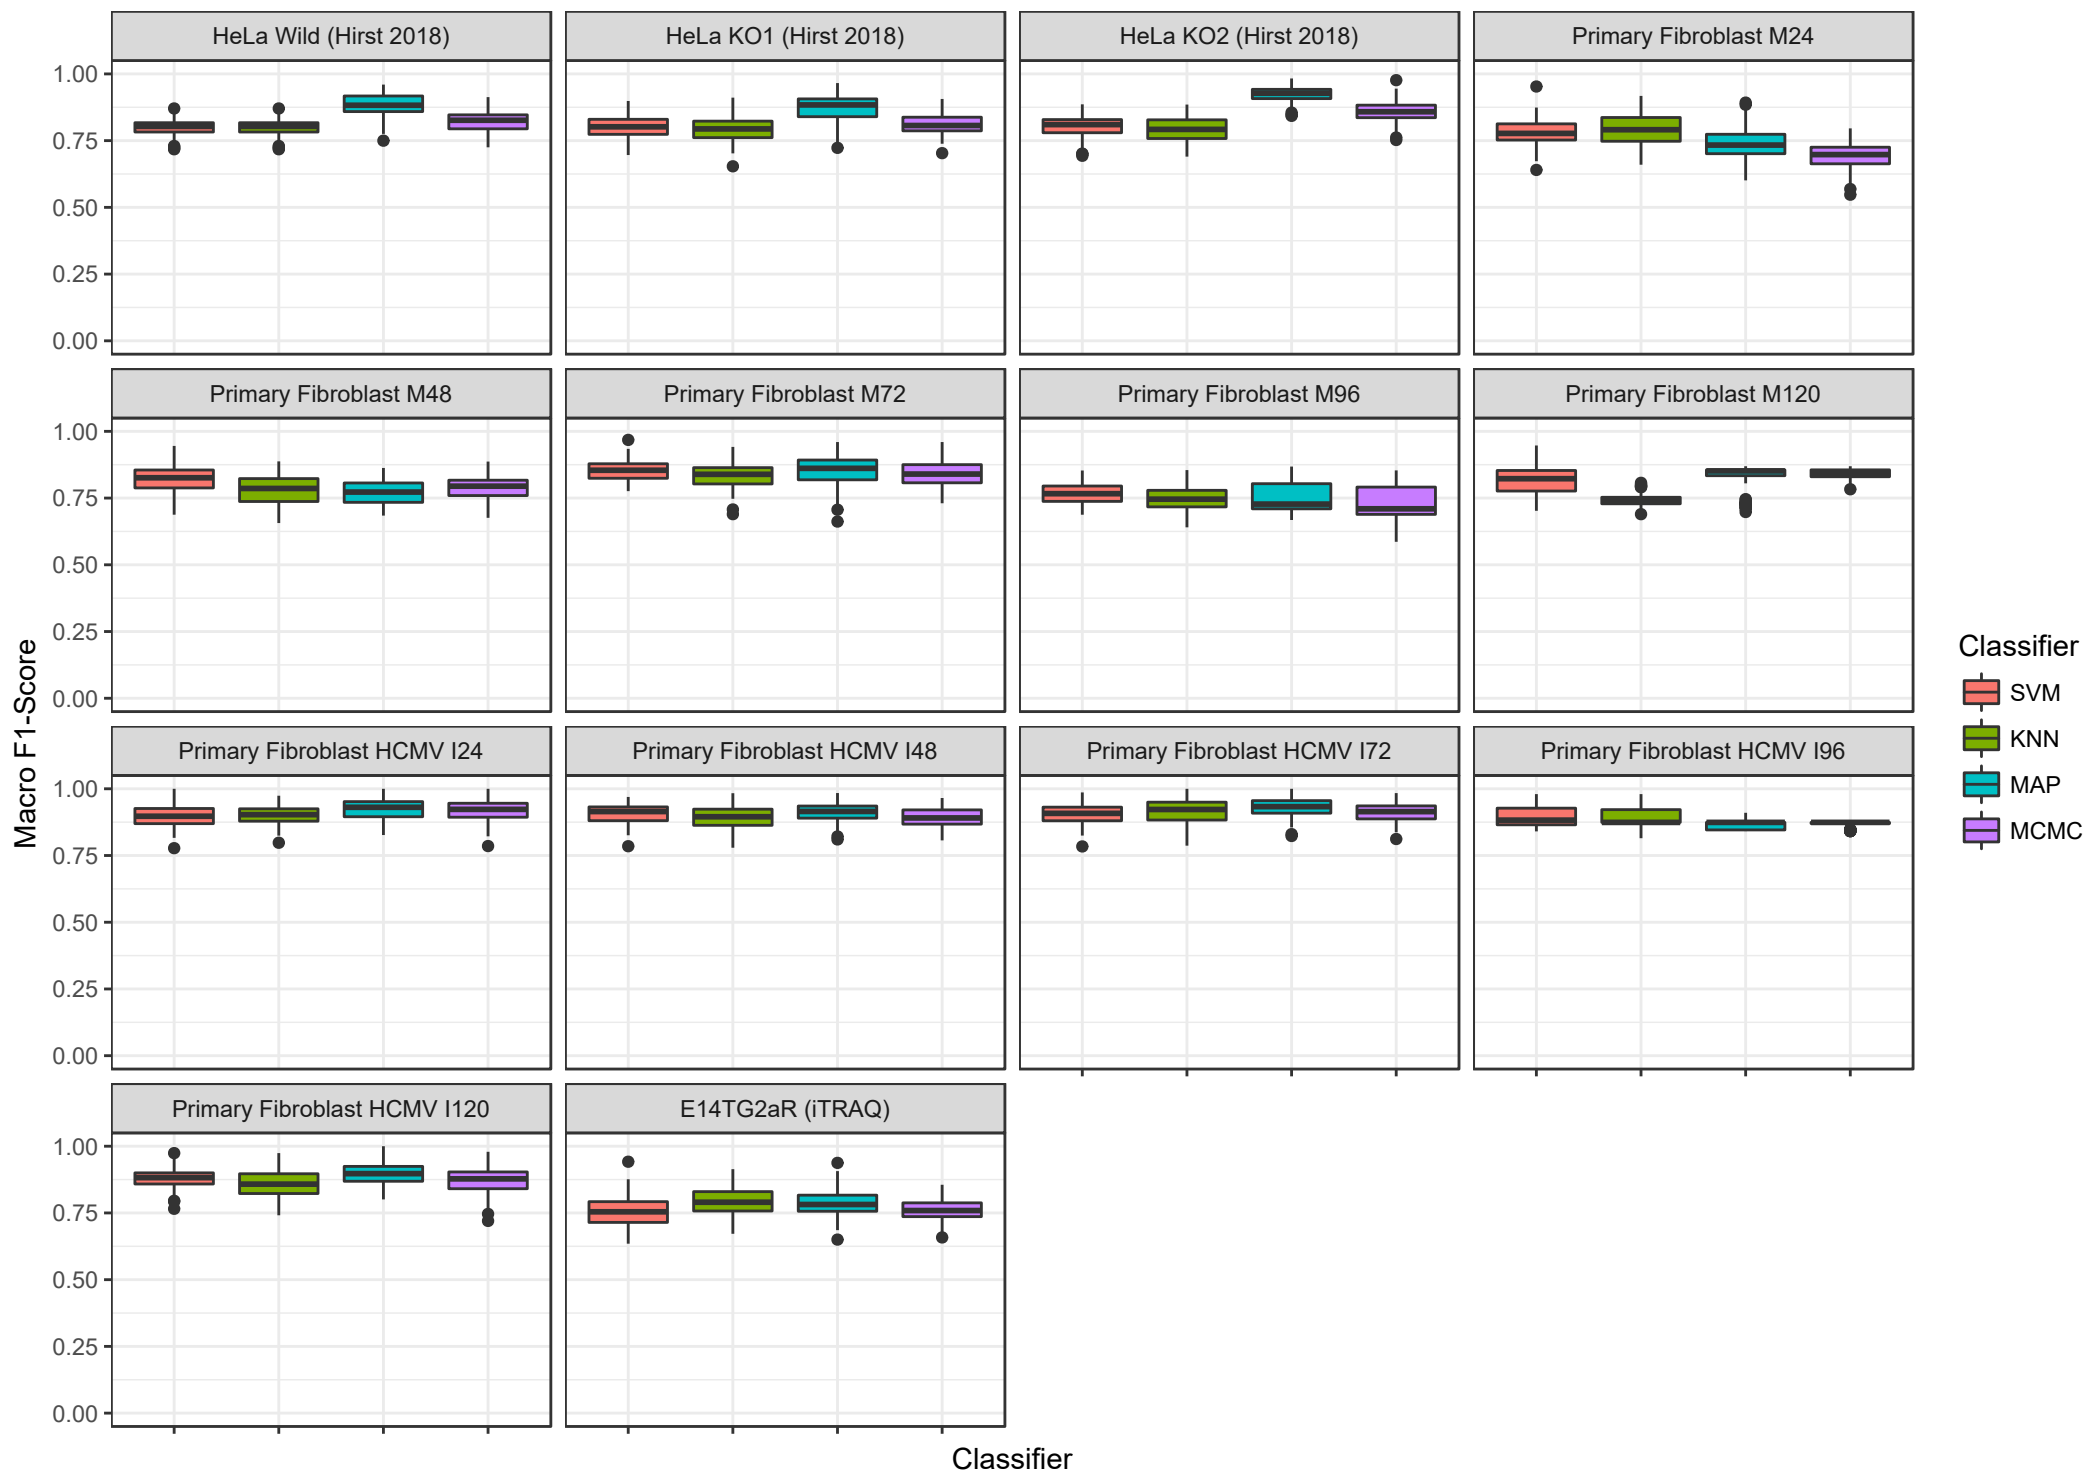 HeLa Wild (Hirst 2018)
HeLa KO1 (Hirst 2018)
HeLa KO2 (Hirst 2018)
Primary Fibroblast M24
1.00
0.75
0.50
0.25
0.00
Primary Fibroblast M48
Primary Fibroblast M72
Primary Fibroblast M96
Primary Fibroblast M120
1.00
0.75
0.50
0.25
0.00
Primary Fibroblast HCMV I24
Primary Fibroblast HCMV I48
Primary Fibroblast HCMV I72
Primary Fibroblast HCMV I96
1.00
0.75
0.50
0.25
0.00
Primary Fibroblast HCMV I120
E14TG2aR (iTRAQ)
1.00
0.75
0.50
0.25
0.00
Macro F1-Score
Classifier
Classifier
SVM
KNN
MAP
MCMC